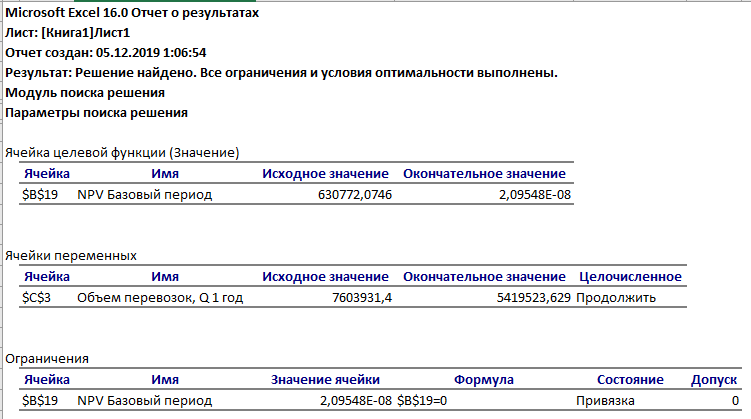 Microsoft Excel 16.0 Отчет о результатах
Лист: [Книга1]Лист1
Отчет создан: 05.12.2019 1:06:54
Результат: Решение найдено. Все ограничения и условия оптимальности выполнены.
Модуль поиска решения
Параметры поиска решения
Ячейка целевой функции (Значение)
Ячейка Имя Исходное значение Окончательное значение
$B$19 NPV Базовый период 630772,0746 2,09548E-08
Ячейки переменных
Ячейка Имя Исходное значение Окончательное значение Целочисленное
$C$3 Объем перевозок, Q 1 год 7603931,4 5419523,629 Продолжить
Ограничения
Ячейка Имя Значение ячейки Формула Состояние Допуск
$B$19 NPV Базовый период 2,09548E-08 $B$19=0 Привязка 0